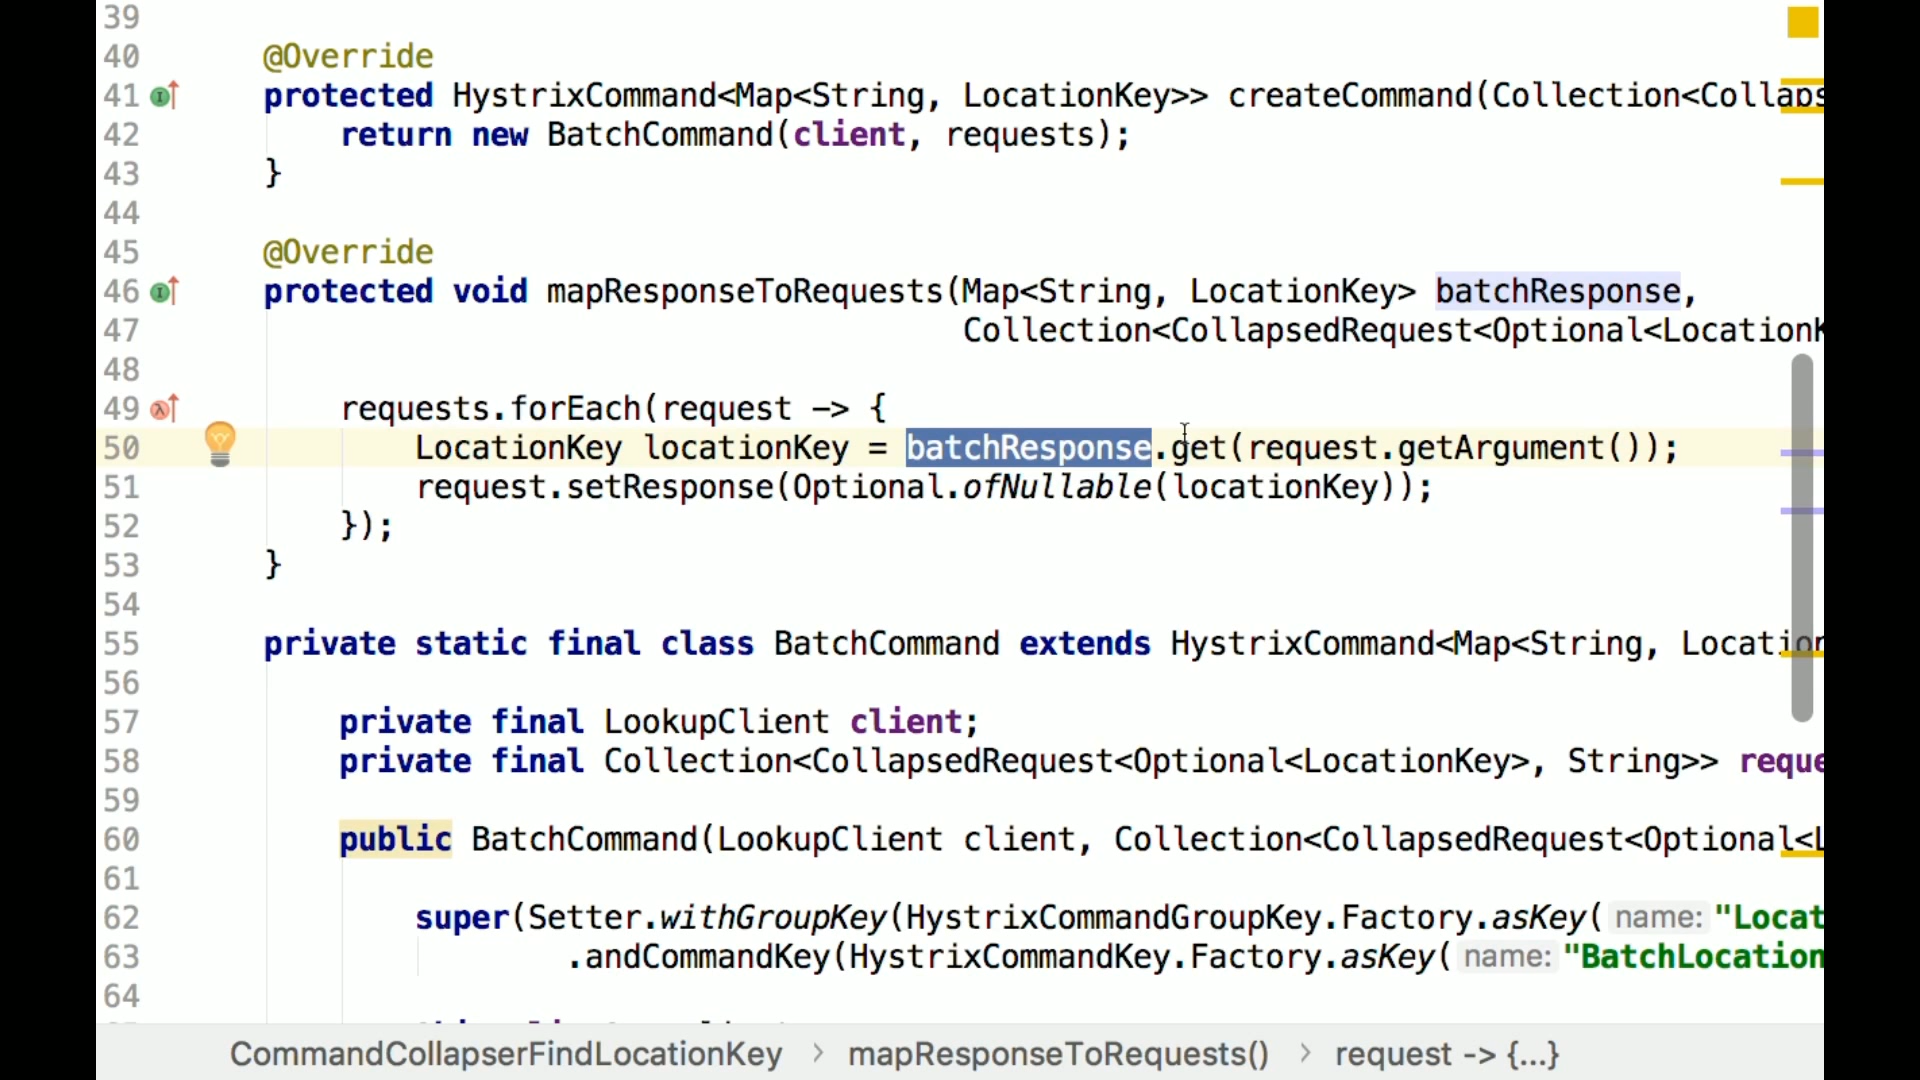 39
40 @Override
41 protected HystrixCommand<Map<String, LocationKey>> createCommand(Collection<Collaps
42 return new BatchCommand(client, requests);
43 }
44
45 @Override
46 protected void mapResponseToRequests(Map<String, LocationKey> batchResponse,
47 Collection<CollapsedRequest<Optional<LocationK
48
49 requests.forEach(request -> {
50 LocationKey locationKey = batchResponse.get(request.getArgument());
51 request.setResponse(Optional.ofNullable(locationKey));
52 });
53 }
54
55 private static final class BatchCommand extends HystrixCommand<Map<String, Location
56
57 private final LookupClient client;
58 private final Collection<CollapsedRequest<Optional<LocationKey>, String>> reque
59
60 public BatchCommand(LookupClient client, Collection<CollapsedRequest<Optional<L
61
62 super(Setter.withGroupKey(HystrixCommandGroupKey.Factory.asKey( name: "Locat
63 .andCommandKey(HystrixCommandKey.Factory.asKey( name: "BatchLocation
64
CommandCollapserFindLocationKey > mapResponseToRequests() > request -> {...}